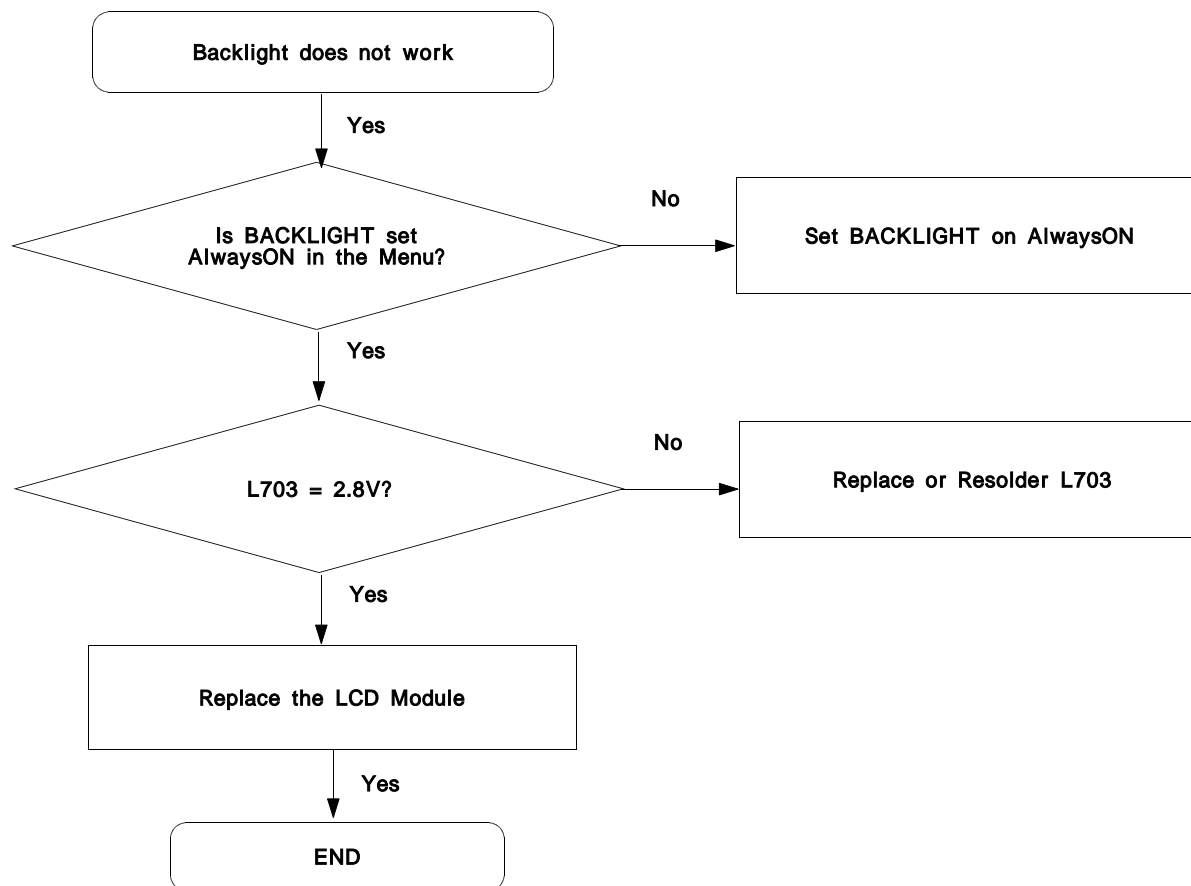 Backlight does not work
Yes
Is BACKLIGHT set
AlwaysON in the Menu?
No
Set BACKLIGHT on AlwaysON
Yes
L703 = 2.8V?
No
Replace or Resolder L703
Yes
Replace the LCD Module
Yes
END